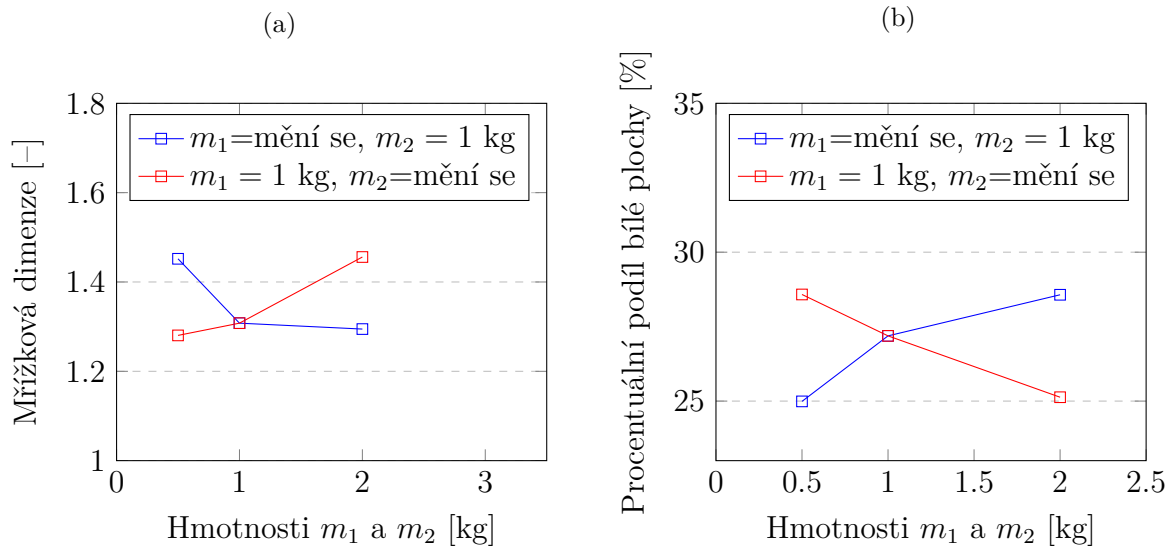 (a)
Mřížková dimenze [–]
1.8
1.6
1.4
1.2
1
0
1
2
3
m1=mění se, m2 = 1 kg
m1 = 1 kg, m2=mění se
Hmotnosti m1 a m2 [kg]
(b)
Procentuální podíl bílé plochy [%]
35
30
25
0
0.5
1
1.5
2
2.5
m1=mění se, m2 = 1 kg
m1 = 1 kg, m2=mění se
Hmotnosti m1 a m2 [kg]